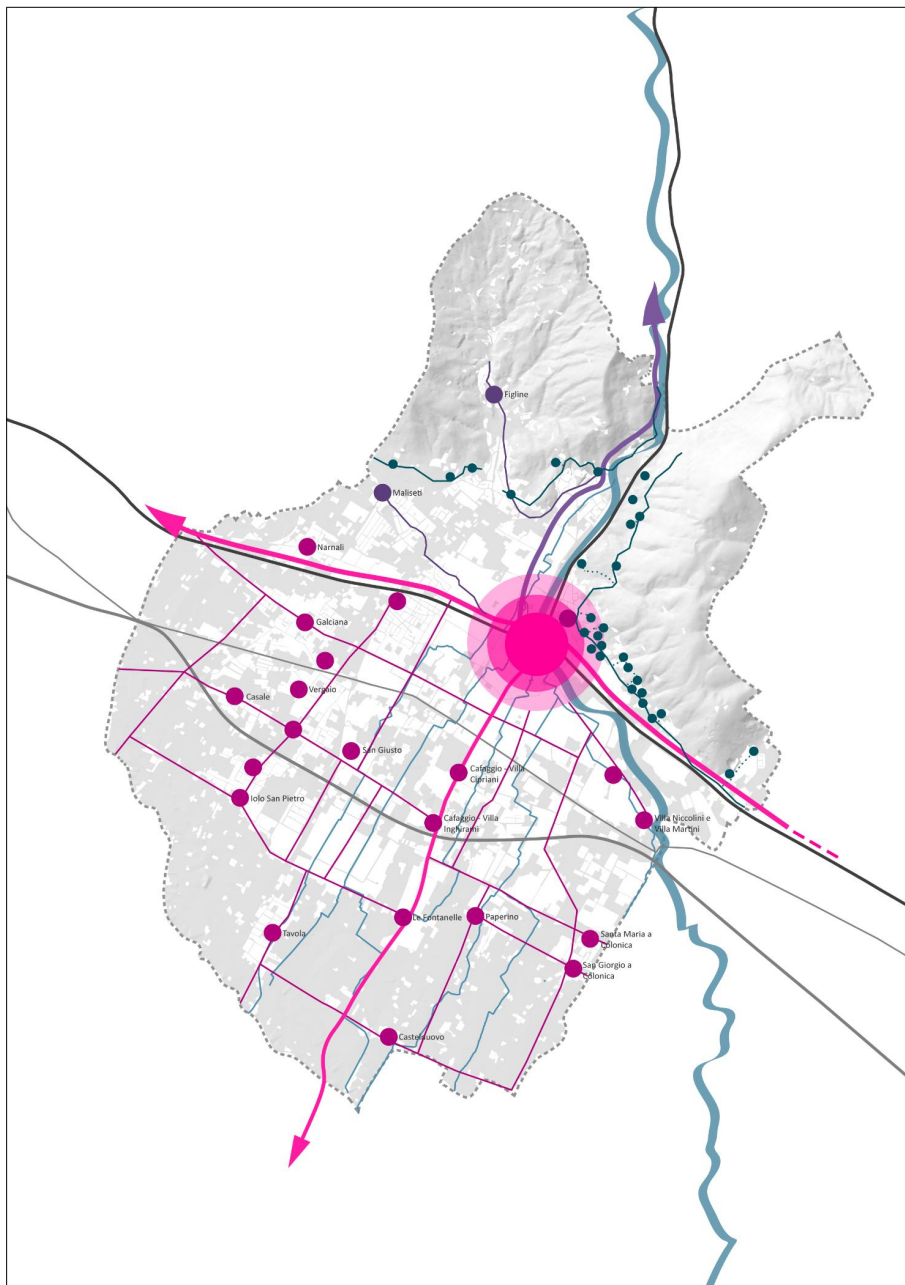 Figline
Maliseti
Narnali
Galciana
Vergaio
Casale
San Giusto
Cafaggio - Villa
Cipriani
Iolo San Pietro
Cafaggio - Villa
Inghirami
Villa Niccolini e
Villa Martini
Le Fontanelle
Paperino
Tavola
Santa Maria a
Colonica
San Giorgio a
Colonica
Castelnuovo